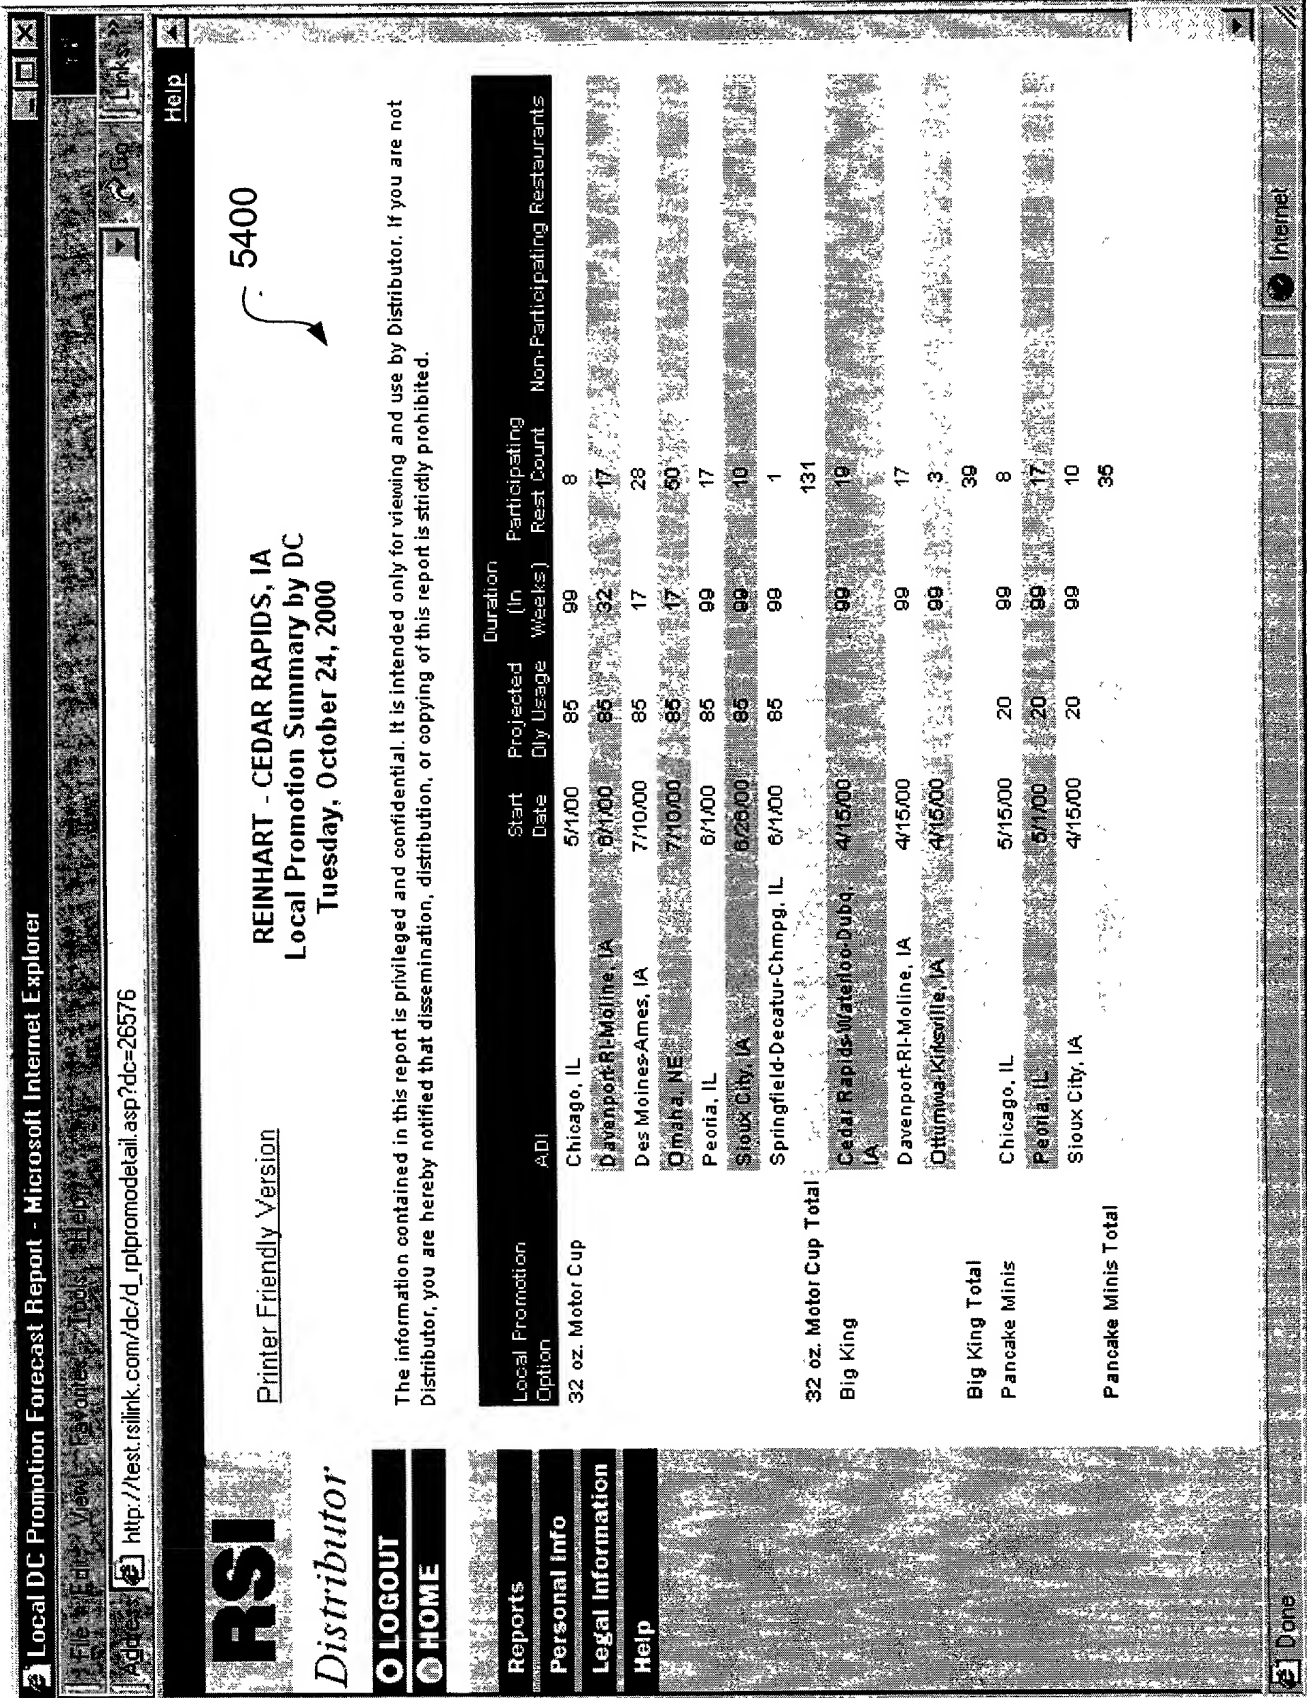 Local DC Promotion Forecast Report - Microsoft Internet Explorer
File Edit View Favorites Tools Help
Address http://test.rsilink.com/dc/d_rptpromodetail.asp?dc=26576 Go Links »
Help
RSI
Distributor
LOGOUT
HOME
Reports
Personal Info
Legal Information
Help
Printer Friendly Version
REINHART - CEDAR RAPIDS, IA
Local Promotion Summary by DC
Tuesday, October 24, 2000
5400
The information contained in this report is privileged and confidential. It is intended only for viewing and use by Distributor. If you are not
Distributor, you are hereby notified that dissemination, distribution, or copying of this report is strictly prohibited.
Local Promotion Option ADI Start Date Projected Dly Usage Duration (In Weeks) Participating Rest Count Non-Participating Restaurants
32 oz. Motor Cup Chicago, IL 5/1/00 85 99 8
Davenport-RI-Moline, IA 6/1/00 85 32 17
Des Moines-Ames, IA 7/10/00 85 17 28
Omaha, NE 7/10/00 85 17 50
Peoria, IL 6/1/00 85 99 17
Sioux City, IA 6/26/00 85 99 10
Springfield-Decatur-Chmpg, IL 6/1/00 85 99 1
32 oz. Motor Cup Total 131
Big King Cedar Rapids-Waterloo-Dubq, IA 4/15/00 99 19
Davenport-RI-Moline, IA 4/15/00 99 17
Ottumwa-Kirksville, IA 4/15/00 99 3
Big King Total 39
Pancake Minis Chicago, IL 5/15/00 20 99 8
Peoria, IL 5/1/00 20 99 17
Sioux City, IA 4/15/00 20 99 10
Pancake Minis Total 35
Done Internet